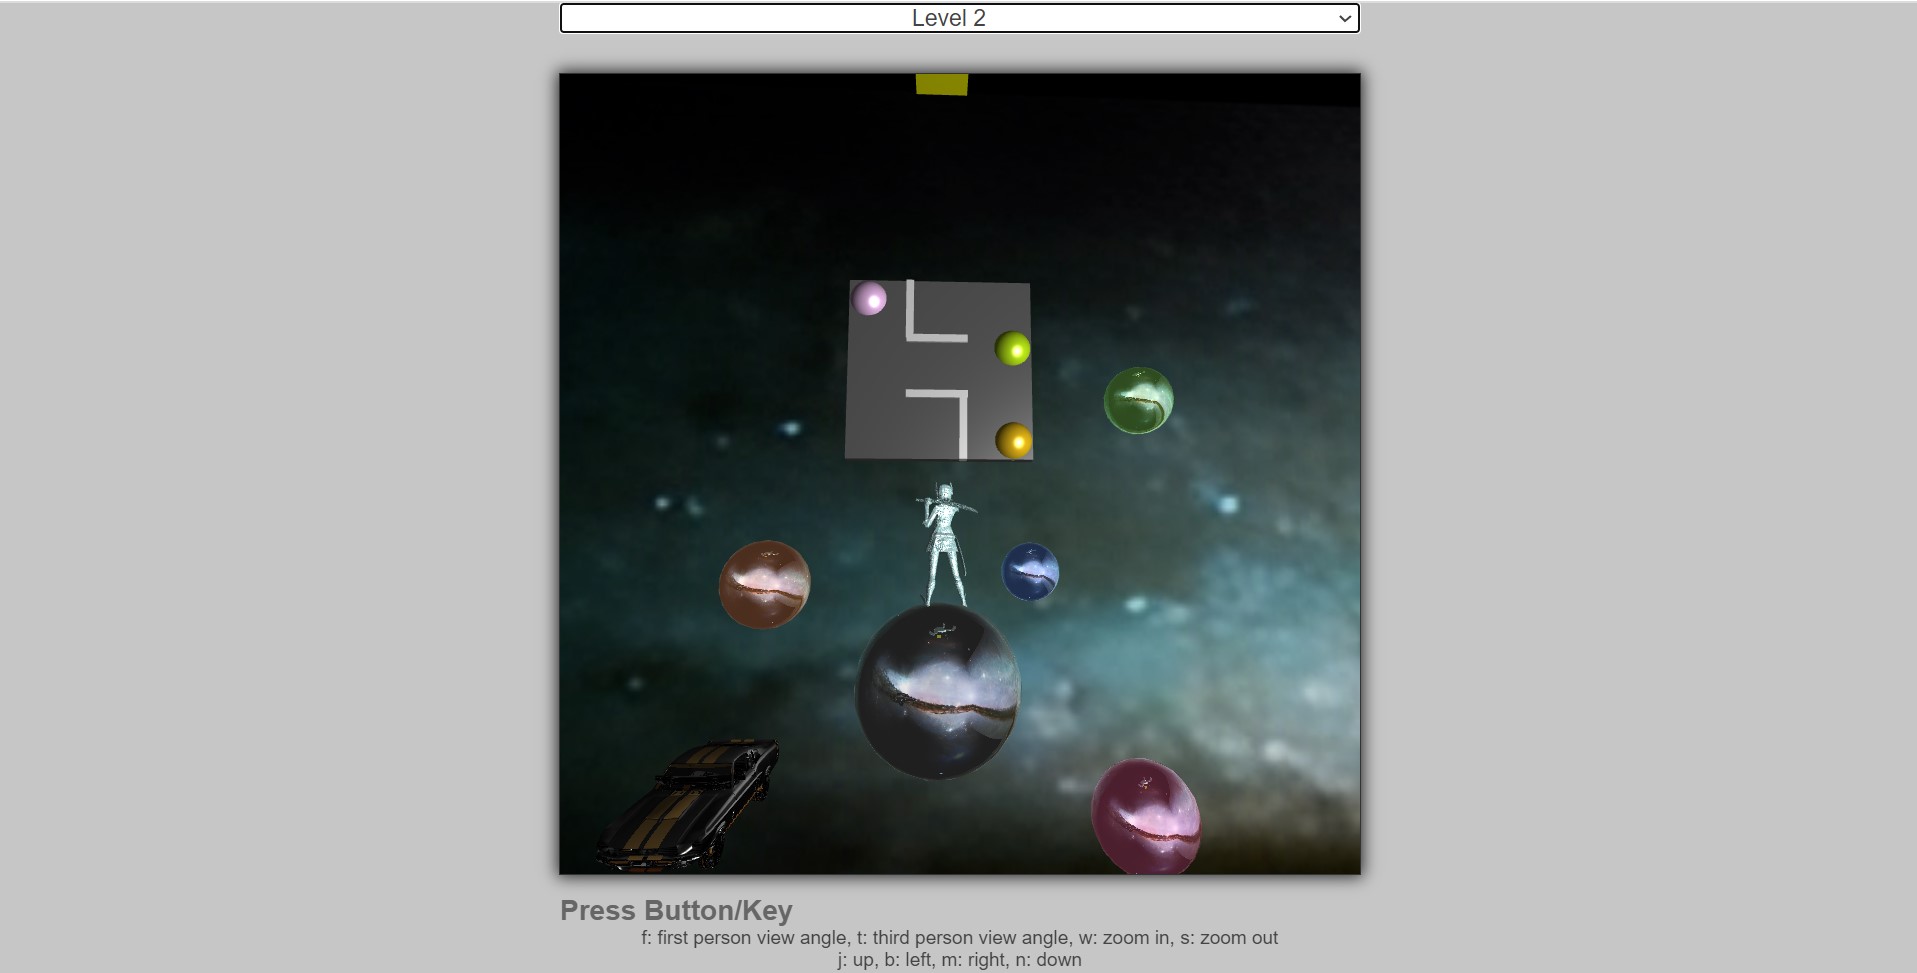 Level 2
Press Button/Key
f: first person view angle, t: third person view angle, w: zoom in, s: zoom out
j: up, b: left, m: right, n: down